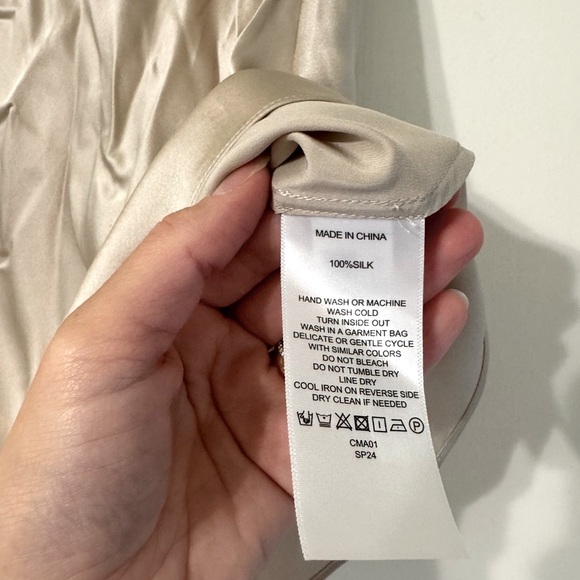 MADE IN CHINA
100%SILK
HAND WASH OR MACHINE
WASH COLD
TURN INSIDE OUT
WASH IN A GARMENT BAG
DELICATE OR GENTLE CYCLE
WITH SIMILAR COLORS
DO NOT BLEACH
DO NOT TUMBLE DRY
LINE DRY
COOL IRON ON REVERSE SIDE
DRY CLEAN IF NEEDED
P
CMA01
SP24